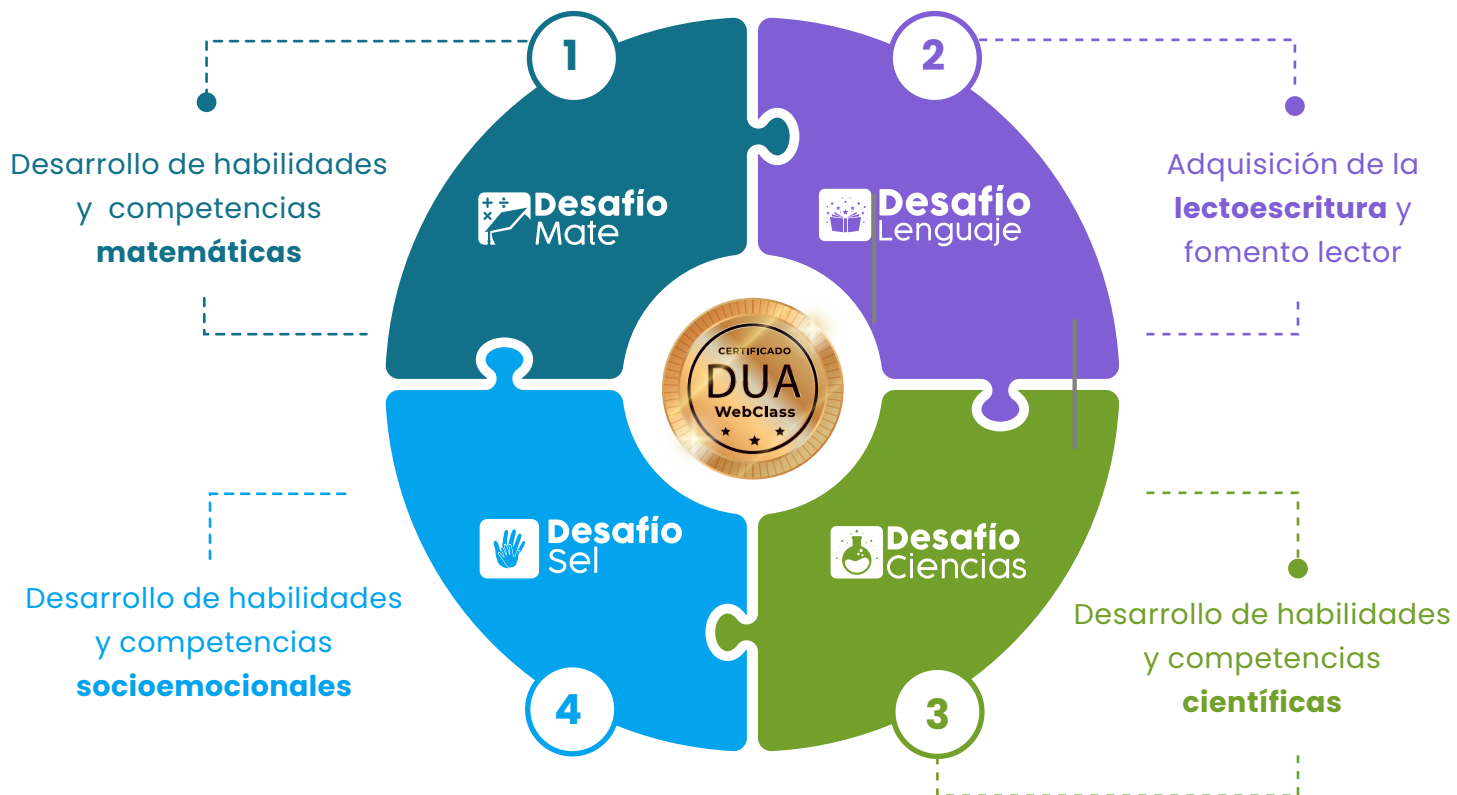 1
Desarrollo de habilidades
y competencias
matemáticas
Desafío
Mate
2
Adquisición de la
lectoescritura y
fomento lector
Desafío
Lenguaje
CERTIFICADO
DUA
WebClass
3
Desarrollo de habilidades
y competencias
científicas
Desafío
Ciencias
4
Desarrollo de habilidades
y competencias
socioemocionales
Desafío
Sel